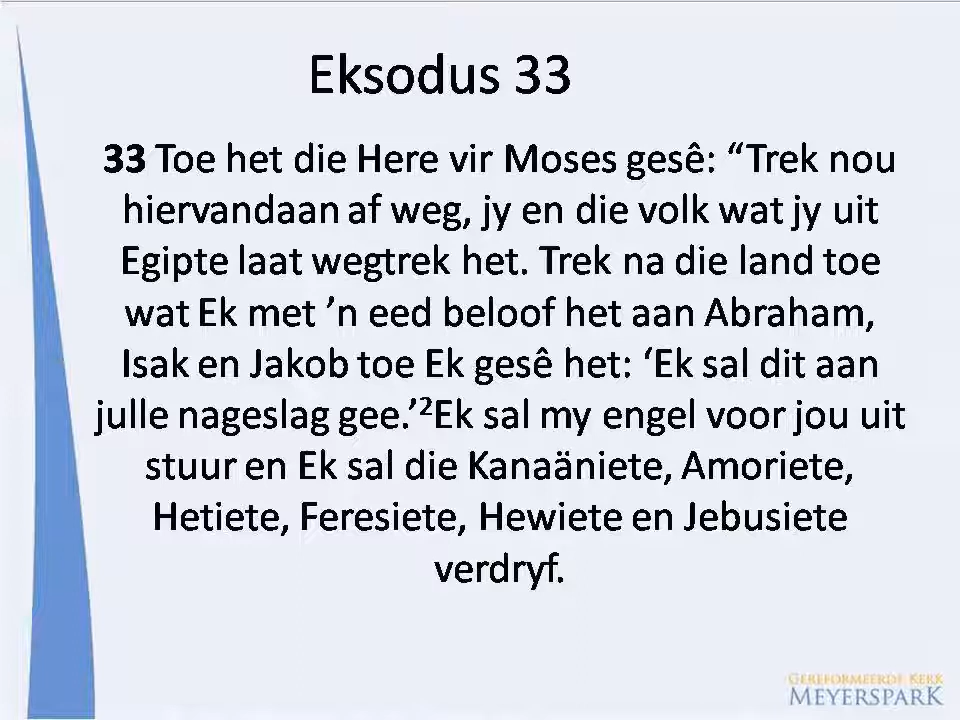 Eksodus 33
33 Toe het die Here vir Moses gesê: “Trek nou
hiervandaan af weg, jy en die volk wat jy uit
Egipte laat wegtrek het. Trek na die land toe
wat Ek met ’n eed beloof het aan Abraham,
Isak en Jakob toe Ek gesê het: ‘Ek sal dit aan
julle nageslag gee.’²Ek sal my engel voor jou uit
stuur en Ek sal die Kanaäniete, Amoriete,
Hetiete, Feresiete, Hewiete en Jebusiete
verdryf.
GEREFORMEERDE KERK
MEYERSPARK